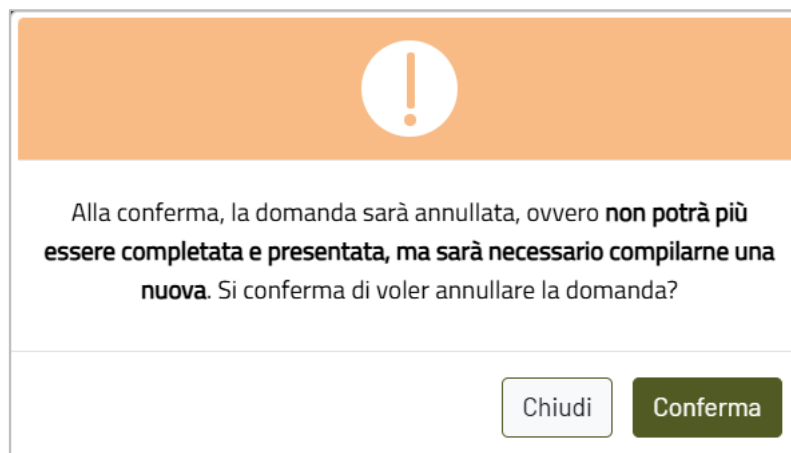 Alla conferma, la domanda sarà annullata, ovvero non potrà più
essere completata e presentata, ma sarà necessario compilarne una
nuova. Si conferma di voler annullare la domanda?
Chiudi
Conferma